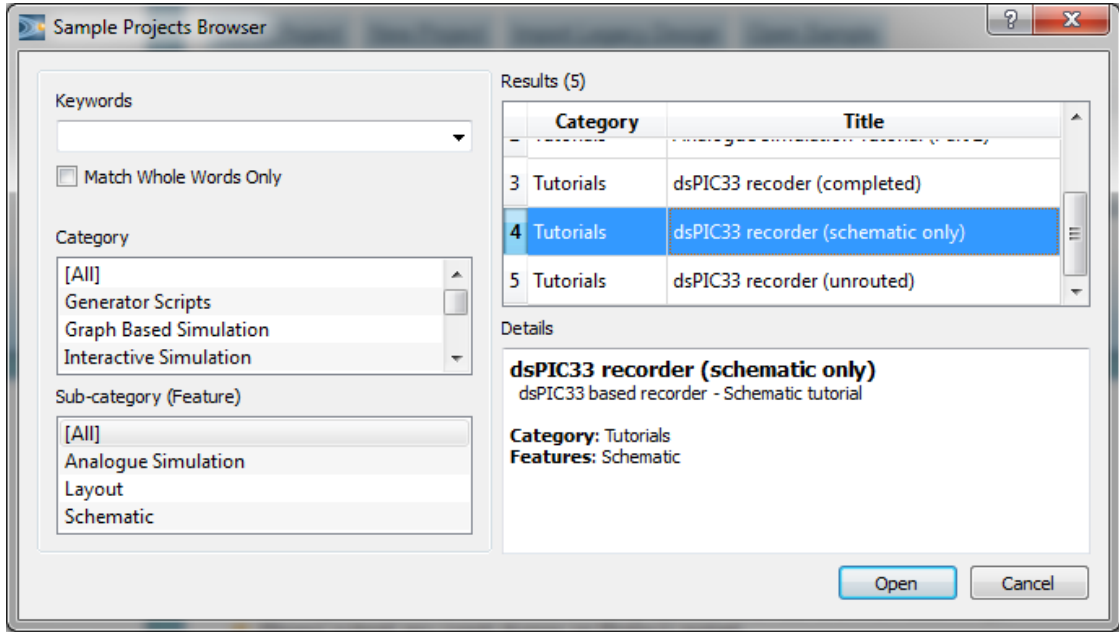 Sample Projects Browser
Keywords
Match Whole Words Only
Category
[All]
Generator Scripts
Graph Based Simulation
Interactive Simulation
Sub-category (Feature)
[All]
Analogue Simulation
Layout
Schematic
Results (5)
Category Title
3 Tutorials dsPIC33 recoder (completed)
4 Tutorials dsPIC33 recorder (schematic only)
5 Tutorials dsPIC33 recorder (unrouted)
Details
dsPIC33 recorder (schematic only)
dsPIC33 based recorder - Schematic tutorial
Category: Tutorials
Features: Schematic
Open Cancel